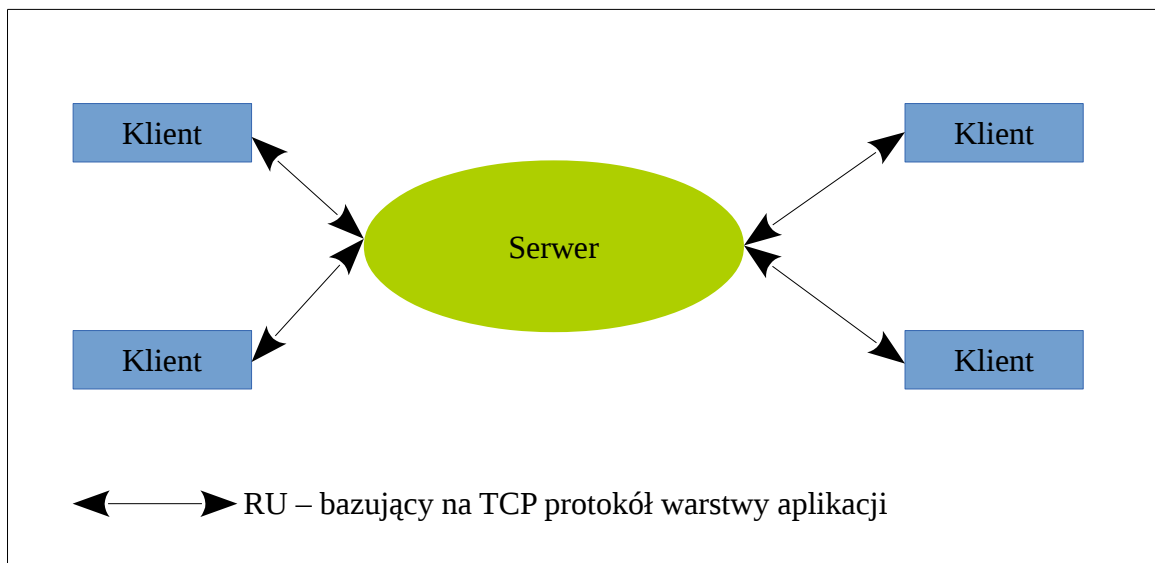 Klient
Klient
Serwer
Klient
Klient
RU – bazujący na TCP protokół warstwy aplikacji